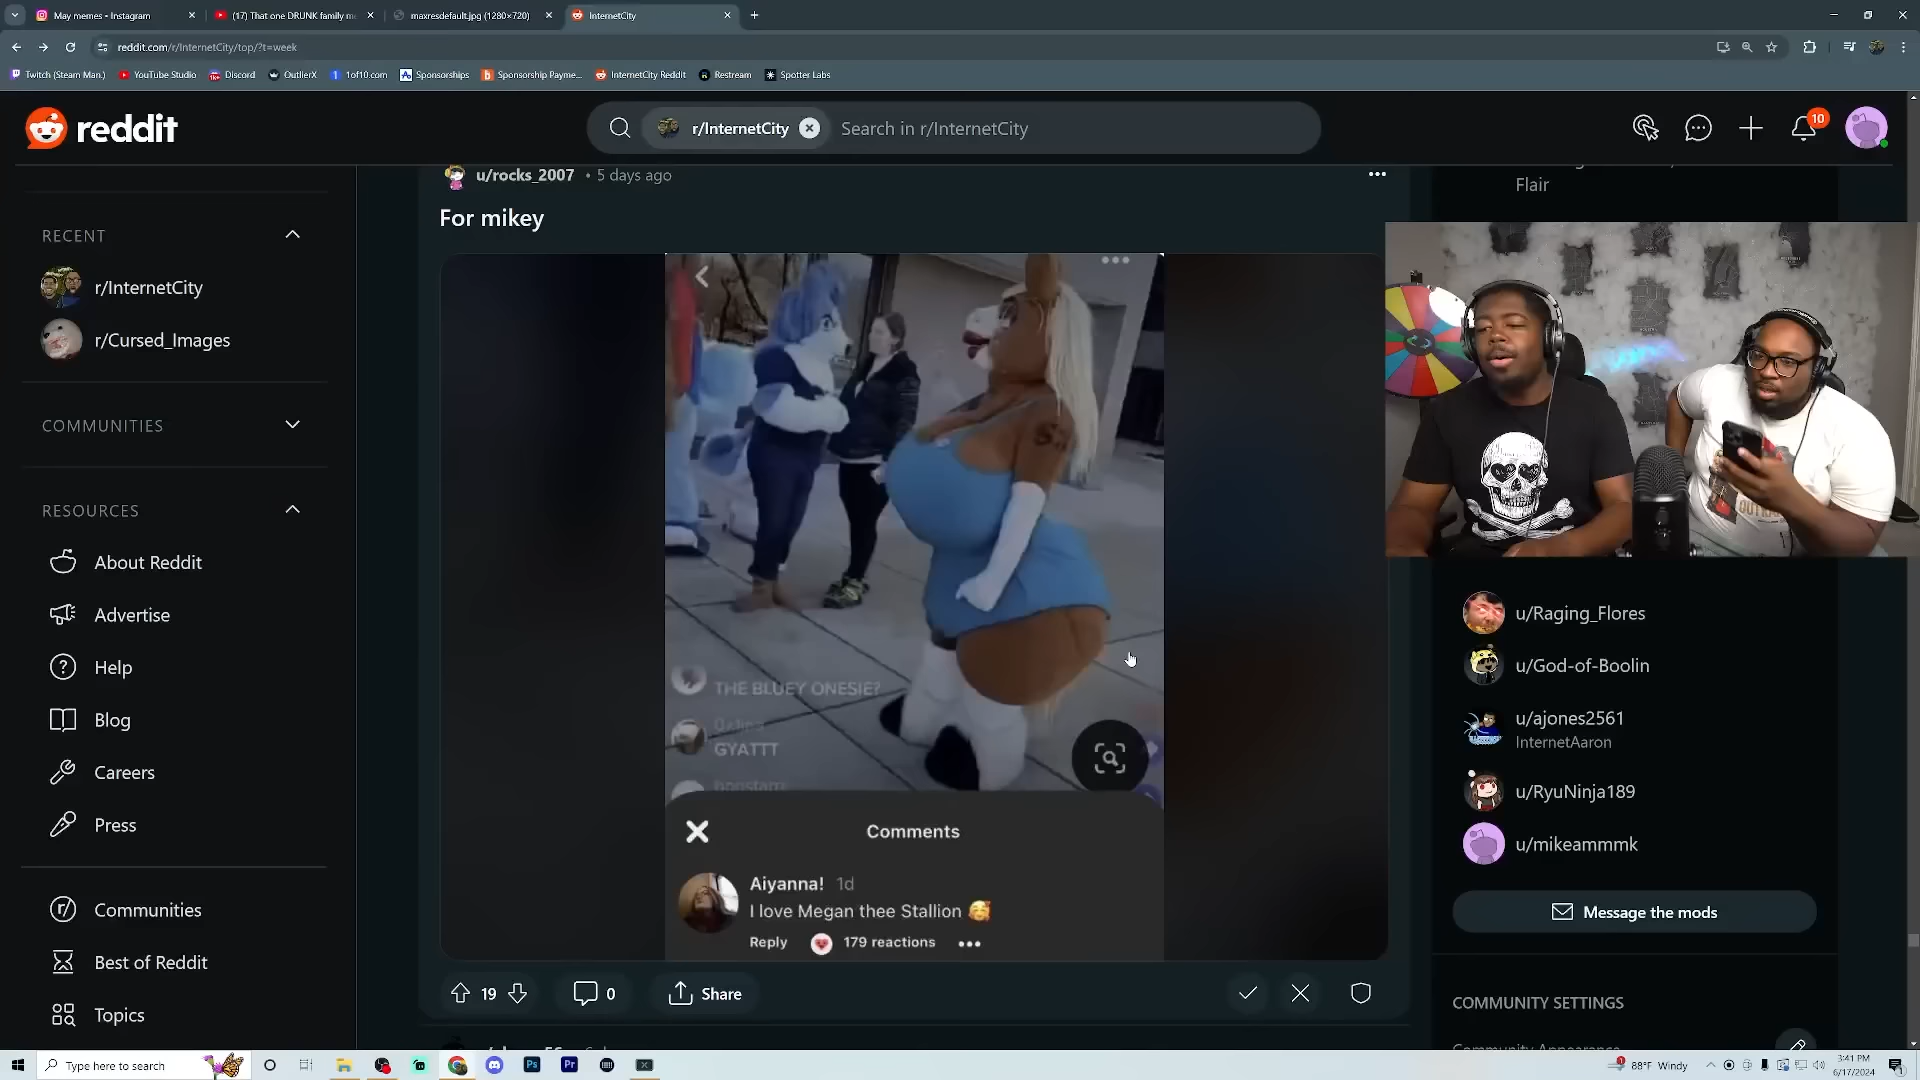 May memes - Instagram
(17) That one DRUNK family m
maxresdefault.jpg (1280×720)
InternetCity
reddit.com/r/InternetCity/top/?t=week
Twitch (Steam Man.)
YouTube Studio
Discord
OutlierX
1of10.com
Sponsorships
Sponsorship Payme...
InternetCity Reddit
Restream
Spotter Labs
reddit
r/InternetCity
Search in r/InternetCity
10
u/rocks_2007 • 5 days ago
For mikey
Flair
RECENT
r/InternetCity
r/Cursed_Images
COMMUNITIES
RESOURCES
About Reddit
Advertise
Help
Blog
Careers
Press
Communities
Best of Reddit
Topics
THE BLUEY ONESIE?
GYATTT
Comments
Aiyanna! 1d
I love Megan thee Stallion 🥰
Reply
179 reactions
19
0
Share
u/Raging_Flores
u/God-of-Boolin
u/ajones2561
InternetAaron
u/RyuNinja189
u/mikeammmk
Message the mods
COMMUNITY SETTINGS
Community Appearance
Type here to search
88°F Windy
3:41 PM
6/17/2024